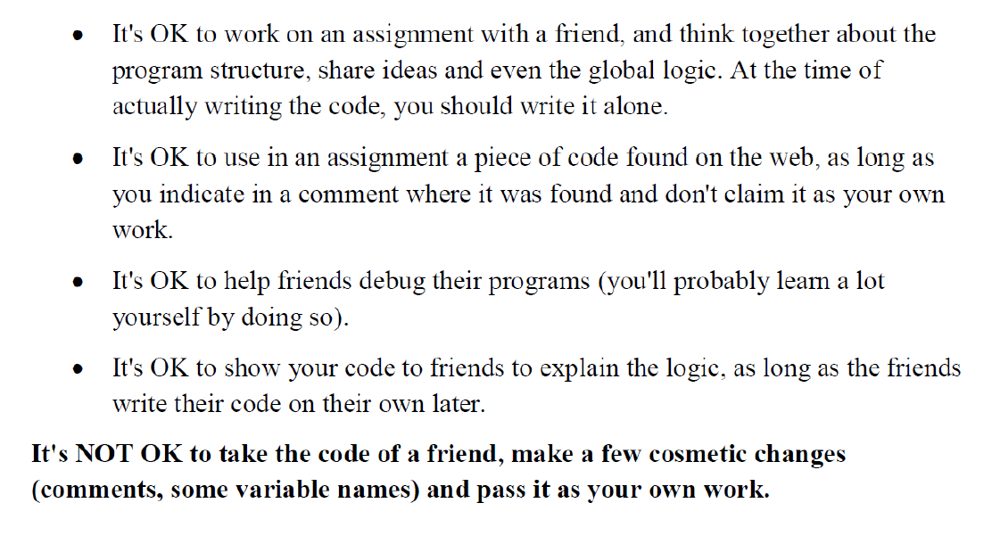 • It's OK to work on an assignment with a friend, and think together about the
program structure, share ideas and even the global logic. At the time of
actually writing the code, you should write it alone.
• It's OK to use in an assignment a piece of code found on the web, as long as
you indicate in a comment where it was found and don't claim it as your own
work.
• It's OK to help friends debug their programs (you'll probably learn a lot
yourself by doing so).
• It's OK to show your code to friends to explain the logic, as long as the friends
write their code on their own later.
It's NOT OK to take the code of a friend, make a few cosmetic changes
(comments, some variable names) and pass it as your own work.